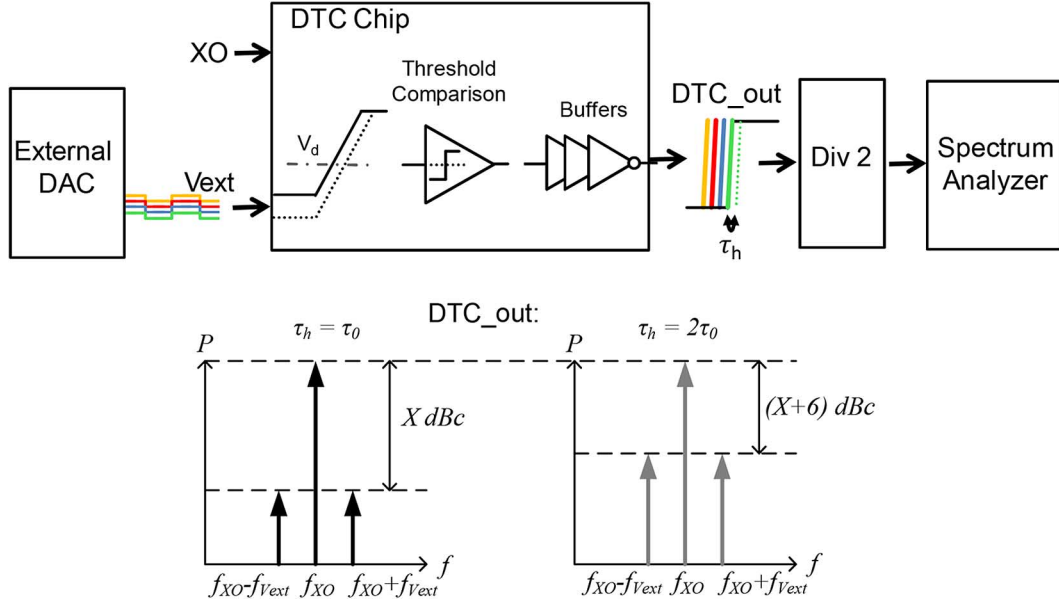 DTC Chip
XO
Threshold
Comparison
Buffers
DTC_out
External
DAC
Vext
V_d
Div 2
Spectrum
Analyzer
τ_h
DTC_out:
τ_h = τ_0
τ_h = 2τ_0
P
P
X dBc
(X+6) dBc
f
f
f_XO-f_Vext f_XO f_XO+f_Vext
f_XO-f_Vext f_XO f_XO+f_Vext